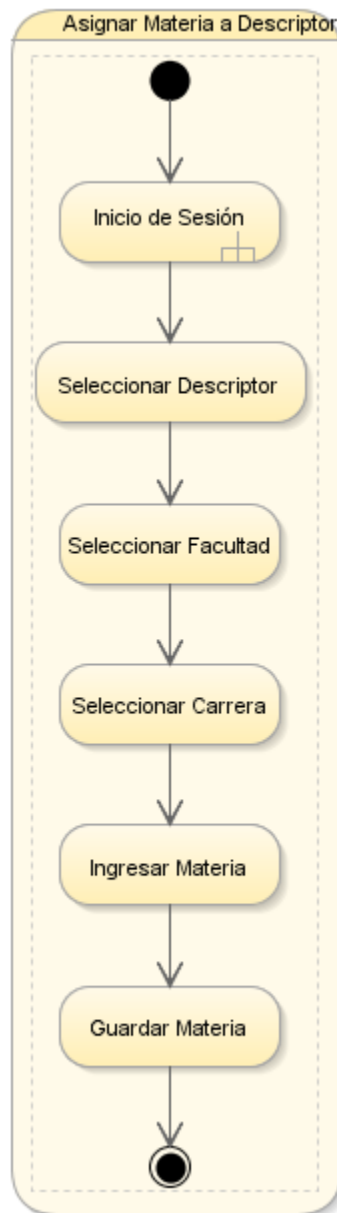 Asignar Materia a Descriptor
Inicio de Sesión
Seleccionar Descriptor
Seleccionar Facultad
Seleccionar Carrera
Ingresar Materia
Guardar Materia